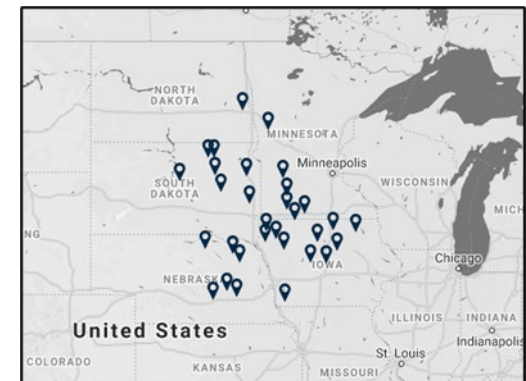 NORTH
DAKOTA
MINNESOTA
Minneapolis
SOUTH
DAKOTA
WISCONSIN
MICH
NG
Chicago
IOWA
NEBRASK
United States
ILLINOIS
INDIANA
Indianapolis
COLORADO
KANSAS
St. Louis
MISSOURI